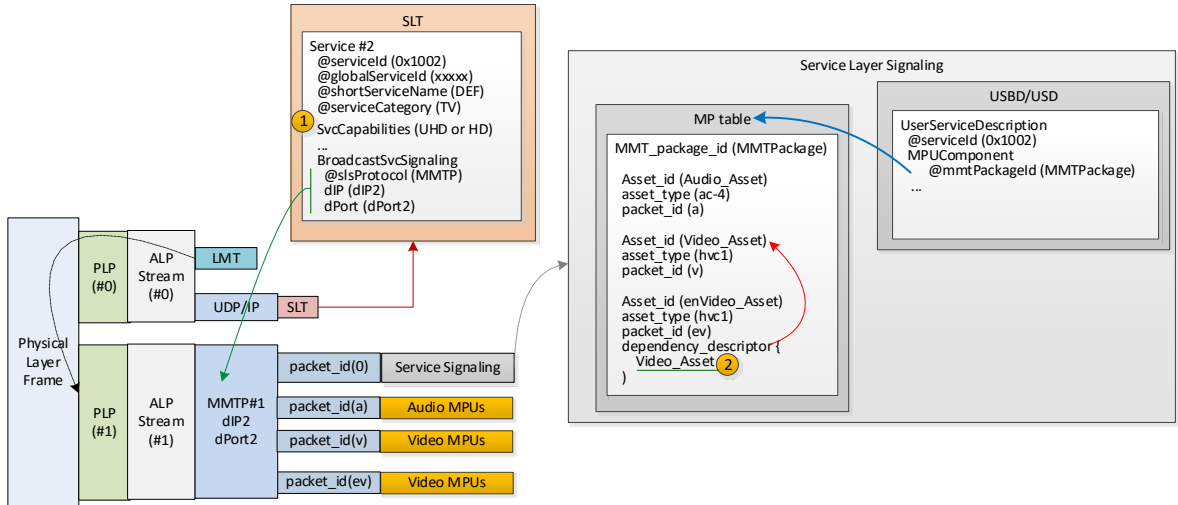 SLT
Service #2
@serviceId (0x1002)
@globalServiceId (xxxxx)
@shortServiceName (DEF)
@serviceCategory (TV)
1
SvcCapabilities (UHD or HD)
...
BroadcastSvcSignaling
@slsProtocol (MMTP)
dIP (dIP2)
dPort (dPort2)
Service Layer Signaling
MP table
MMT_package_id (MMTPackage)
Asset_id (Audio_Asset)
asset_type (ac-4)
packet_id (a)
Asset_id (Video_Asset)
asset_type (hvc1)
packet_id (v)
Asset_id (enVideo_Asset)
asset_type (hvc1)
packet_id (ev)
dependency_descriptor {
Video_Asset
2
)
USBD/USD
UserServiceDescription
@serviceId (0x1002)
MPUComponent
@mmtPackageId (MMTPackage)
...
Physical
Layer
Frame
PLP
(#0)
ALP
Stream
(#0)
LMT
UDP/IP
SLT
PLP
(#1)
ALP
Stream
(#1)
MMTP#1
dIP2
dPort2
packet_id(0)
Service Signaling
packet_id(a)
Audio MPUs
packet_id(v)
Video MPUs
packet_id(ev)
Video MPUs